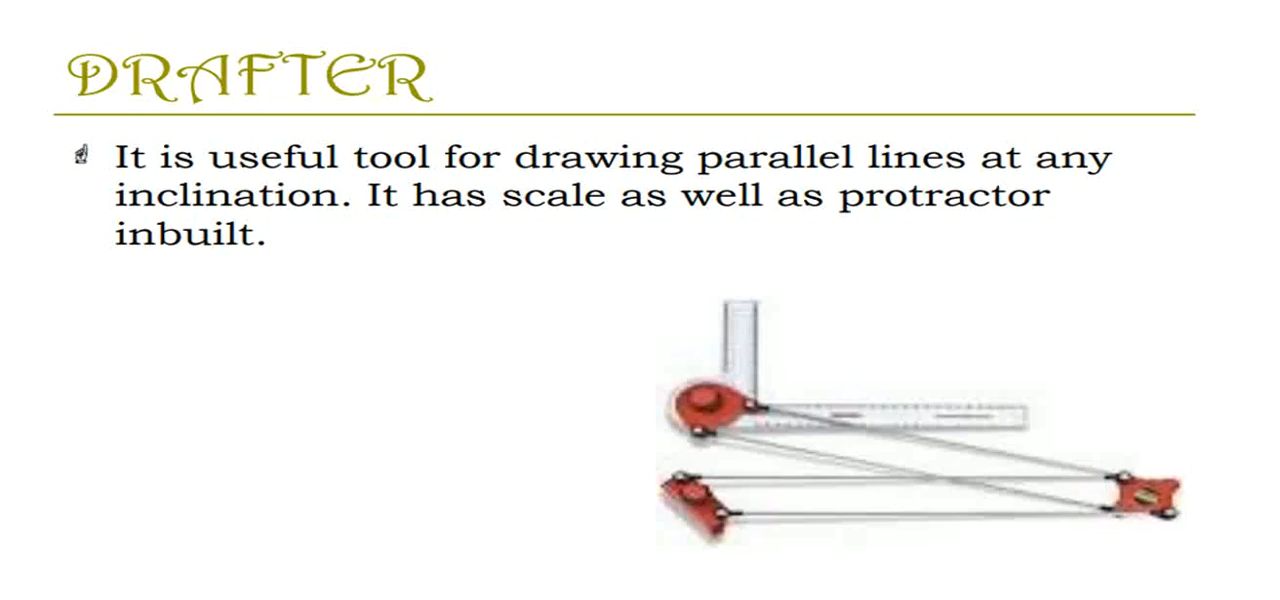 DRAFTER
It is useful tool for drawing parallel lines at any
inclination. It has scale as well as protractor
inbuilt.